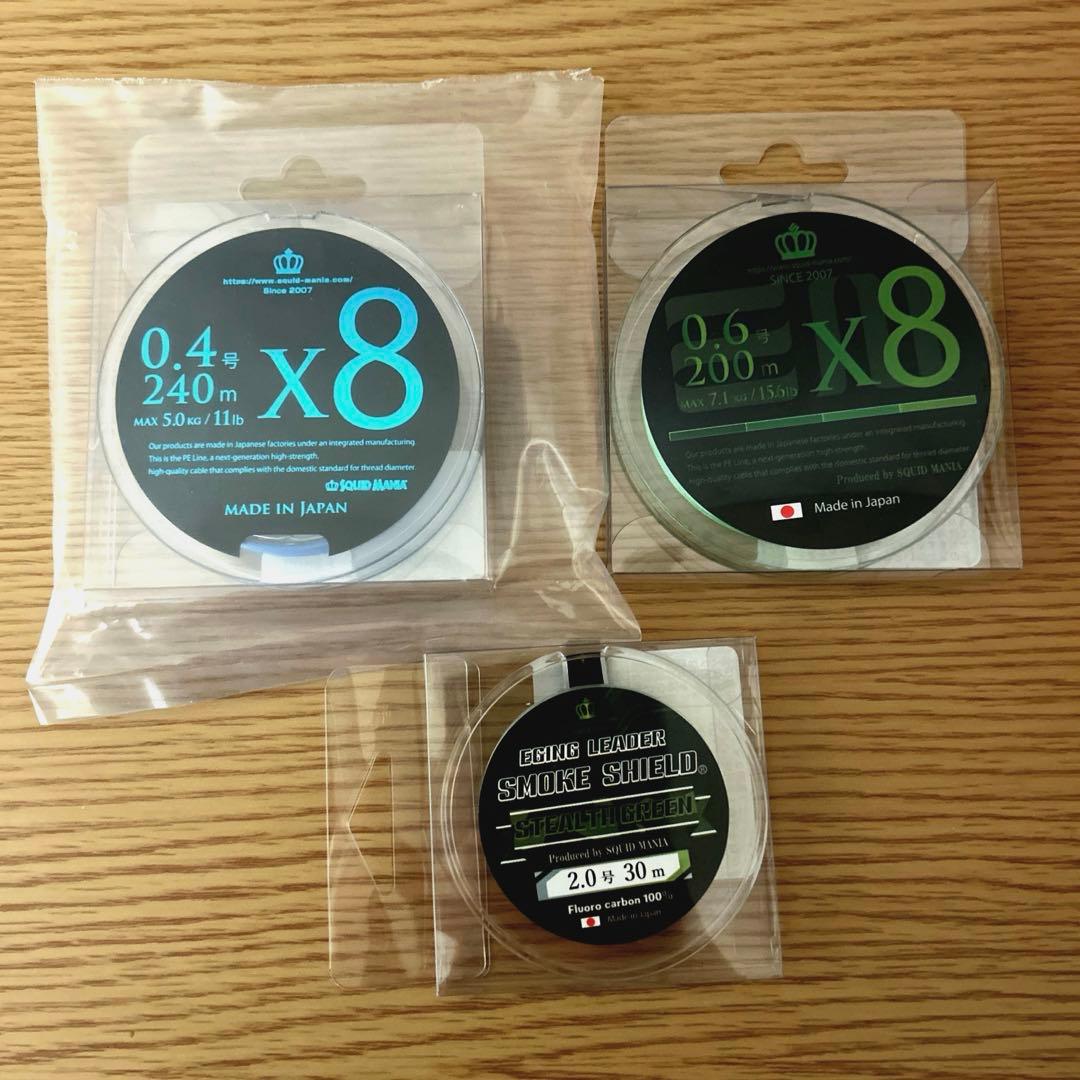 https://www.squid-mania.com/
Since 2007
0.4号
240m
MAX 5.0KG/11lb
x8
Our products are made in Japanese factories under an integrated manufacturing.
This is the PE Line, a next-generation high-strength,
high-quality cable that complies with the domestic standard for thread diameter.
SQUID MANIA
MADE IN JAPAN
https://www.squid-mania.com/
SINCE 2007
0.6号
200m
MAX 7.1KG/15.6lb
x8
Our products are made in Japanese factories under an integrated manufacturing.
This is the PE Line, a next-generation high-strength,
high-quality cable that complies with the domestic standard for thread diameter.
Produced by SQUID MANIA
Made in Japan
EGING LEADER
SMOKE SHIELD®
STEALTH GREEN
Produced by SQUID MANIA
2.0号 30m
Fluoro carbon 100%
Made in Japan